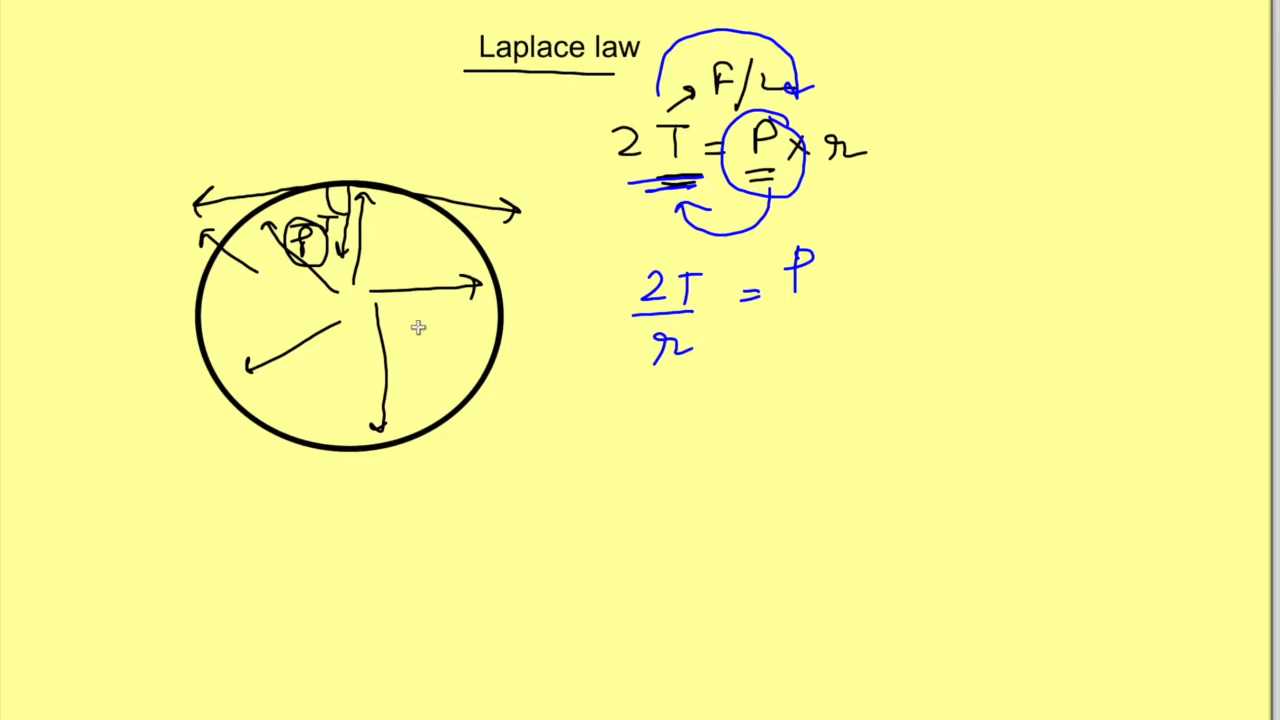 Laplace law
F/L
2T = P × r
P T
2T/r = P